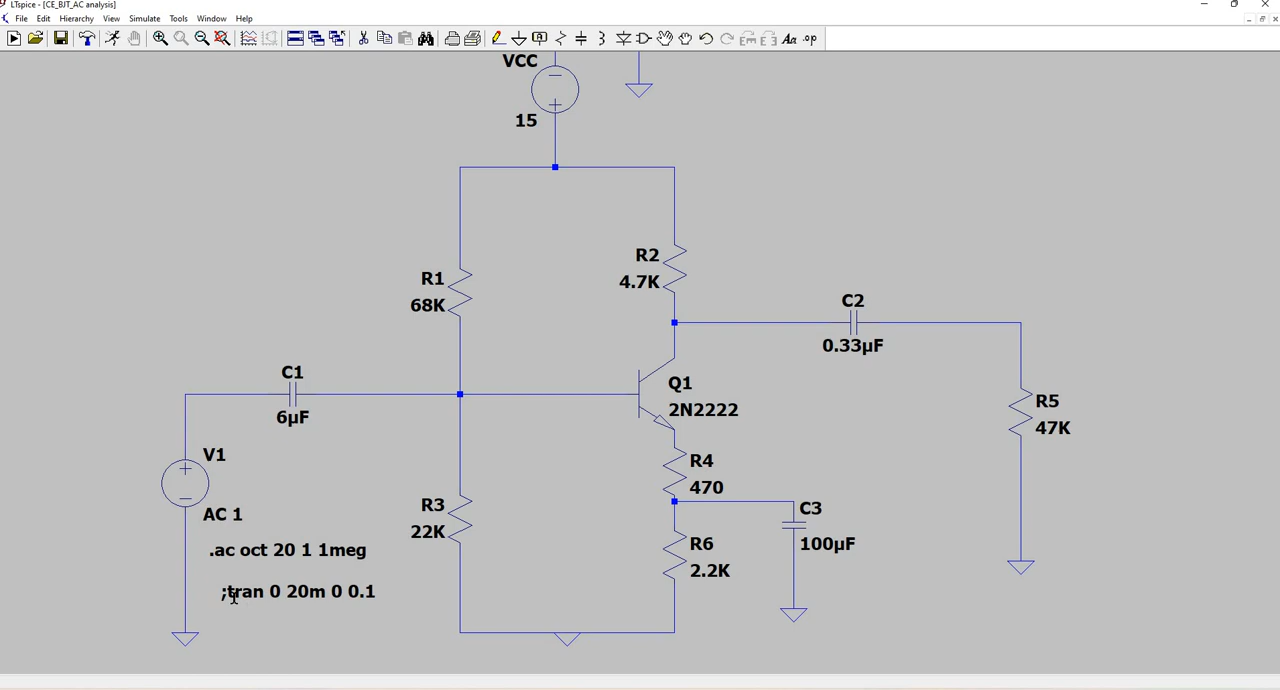 LTspice - [CE_BJT_AC analysis]
File Edit Hierarchy View Simulate Tools Window Help
Aa .op
VCC
15
R1
68K
R2
4.7K
C2
0.33µF
C1
6µF
Q1
2N2222
R5
47K
V1
AC 1
R4
470
R3
22K
C3
100µF
R6
2.2K
.ac oct 20 1 1meg
;tran 0 20m 0 0.1